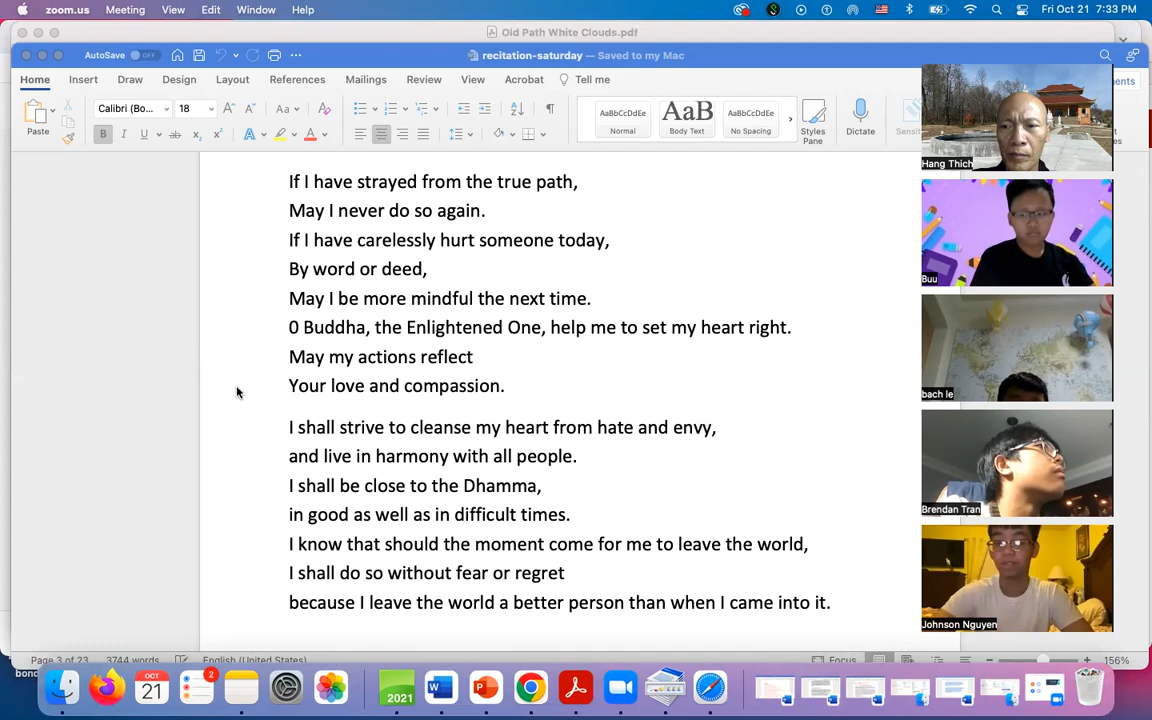 zoom.us Meeting View Edit Window Help Fri Oct 21 7:33 PM
Old Path White Clouds.pdf
AutoSave OFF recitation-saturday — Saved to my Mac
Home Insert Draw Design Layout References Mailings Review View Acrobat Tell me
Paste Calibri (Bo... 18 AaBbCcDdEe AaB AaBbCcDdEe
Normal Body Text No Spacing Styles Pane Dictate
If I have strayed from the true path,
May I never do so again.
If I have carelessly hurt someone today,
By word or deed,
May I be more mindful the next time.
0 Buddha, the Enlightened One, help me to set my heart right.
May my actions reflect
Your love and compassion.
I shall strive to cleanse my heart from hate and envy,
and live in harmony with all people.
I shall be close to the Dhamma,
in good as well as in difficult times.
I know that should the moment come for me to leave the world,
I shall do so without fear or regret
because I leave the world a better person than when I came into it.
Hang Thich
Buu
bach le
Brendan Tran
Johnson Nguyen
Page 3 of 23 3744 words English (United States) Focus 156%
OCT
21
2
2021